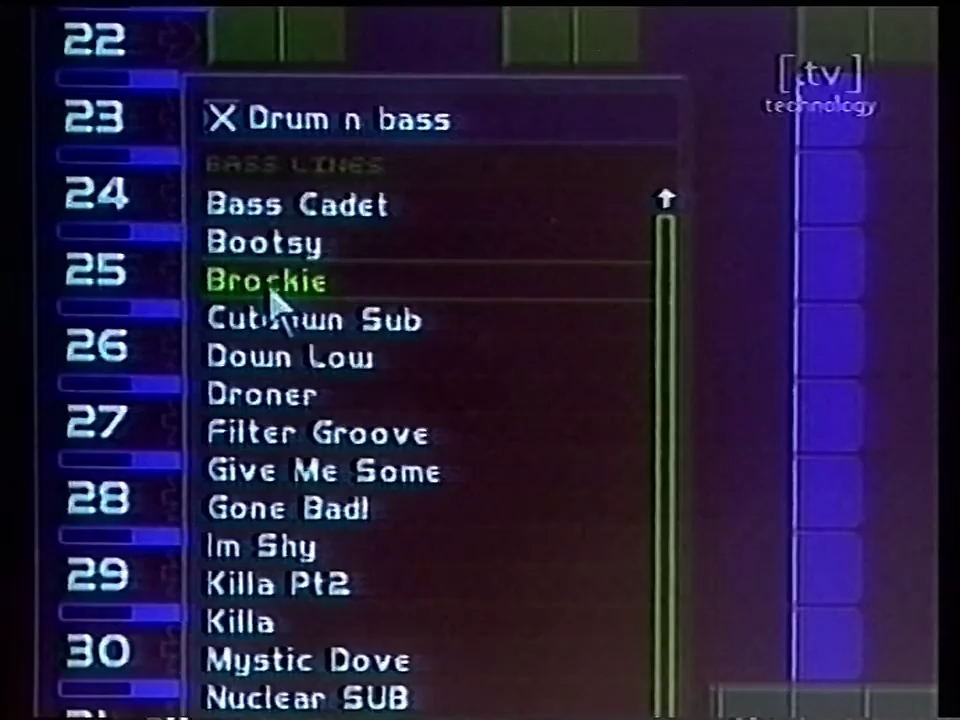 22
[.tv]
technology
23
X Drum n bass
BASS LINES
24
Bass Cadet
Bootsy
25
Brockie
Cutdown Sub
26
Down Low
Droner
27
Filter Groove
Give Me Some
28
Gone Bad!
Im Shy
29
Killa Pt2
Killa
30
Mystic Dove
Nuclear SUB